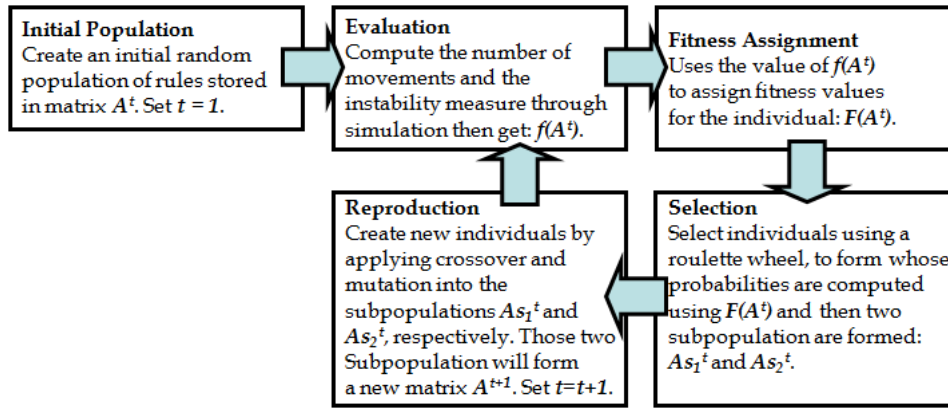 Initial Population
Create an initial random
population of rules stored
in matrix Aᵗ. Set t = 1.
Evaluation
Compute the number of
movements and the
instability measure through
simulation then get: f(Aᵗ).
Fitness Assignment
Uses the value of f(Aᵗ)
to assign fitness values
for the individual: F(Aᵗ).
Selection
Select individuals using a
roulette wheel, to form whose
probabilities are computed
using F(Aᵗ) and then two
subpopulation are formed:
As₁ᵗ and As₂ᵗ.
Reproduction
Create new individuals by
applying crossover and
mutation into the
subpopulations As₁ᵗ and
As₂ᵗ, respectively. Those two
Subpopulation will form
a new matrix Aᵗ⁺¹. Set t=t+1.